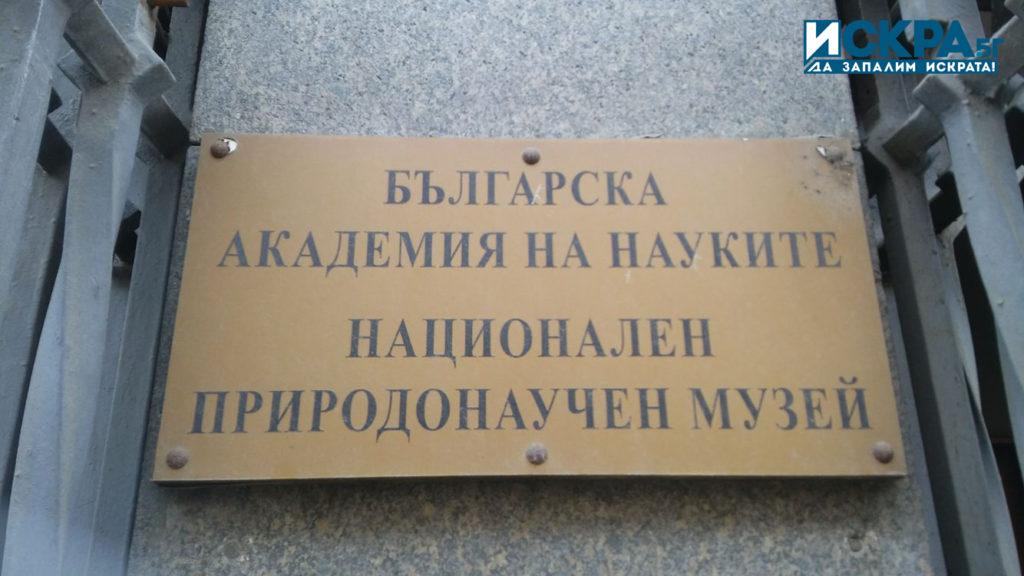 ИСКРА.БГ
ДА ЗАПАЛИМ ИСКРАТА!
БЪЛГАРСКА
АКАДЕМИЯ НА НАУКИТЕ
НАЦИОНАЛЕН
ПРИРОДОНАУЧЕН МУЗЕЙ